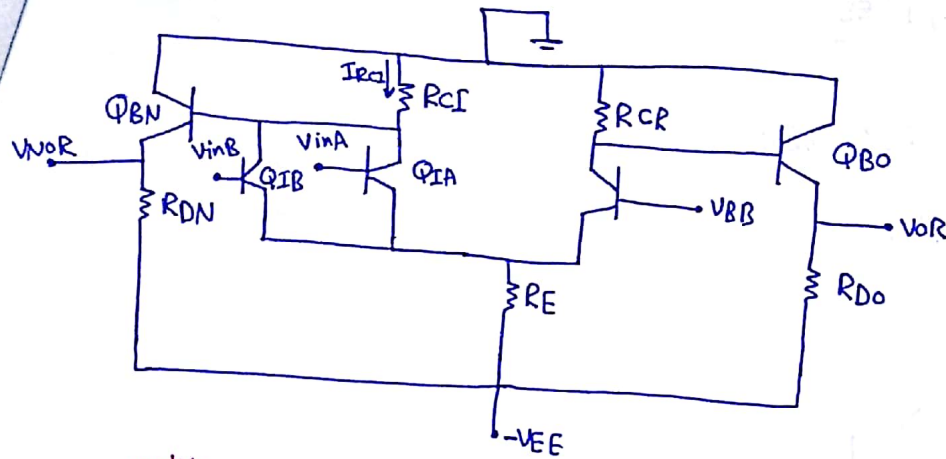 IRCI
RCI
RCR
QBN
QBO
VNOR
VinB
VinA
QIB
QIA
VBB
VOR
RDN
RE
RDO
-VEE